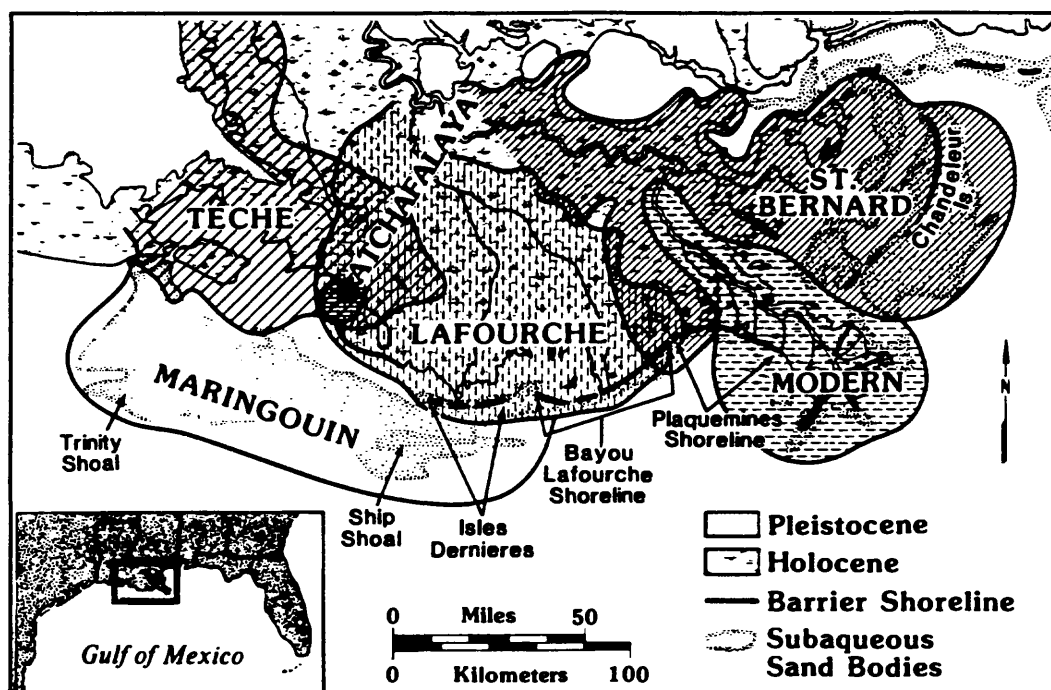 TECHE
ATCHAFALAYA
ST.
BERNARD
Chandeleur
Is
LAFOURCHE
MODERN
MARINGOUIN
Trinity
Shoal
Ship
Shoal
Isles
Dernieres
Bayou
Lafourche
Shoreline
Plaquemines
Shoreline
N
Gulf of Mexico
0 Miles 50
0 Kilometers 100
Pleistocene
Holocene
Barrier Shoreline
Subaqueous
Sand Bodies